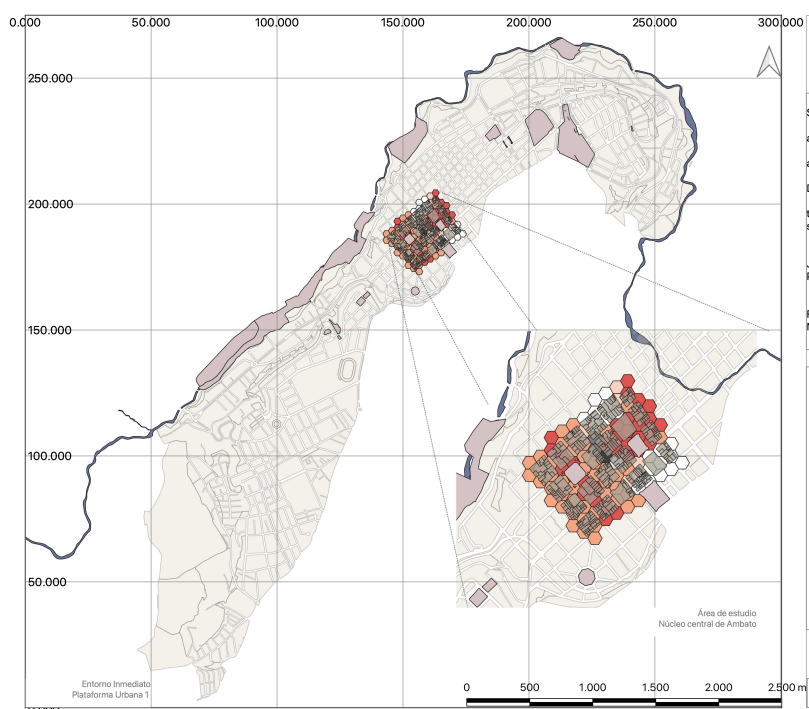 0.000 50.000 100.000 150.000 200.000 250.000 300.000
250.000
200.000
150.000
100.000
50.000
Área de estudio
Núcleo central de Ambato
Entorno Inmediato
Plataforma Urbana 1
0 500 1.000 1.500 2.000 2.500 m